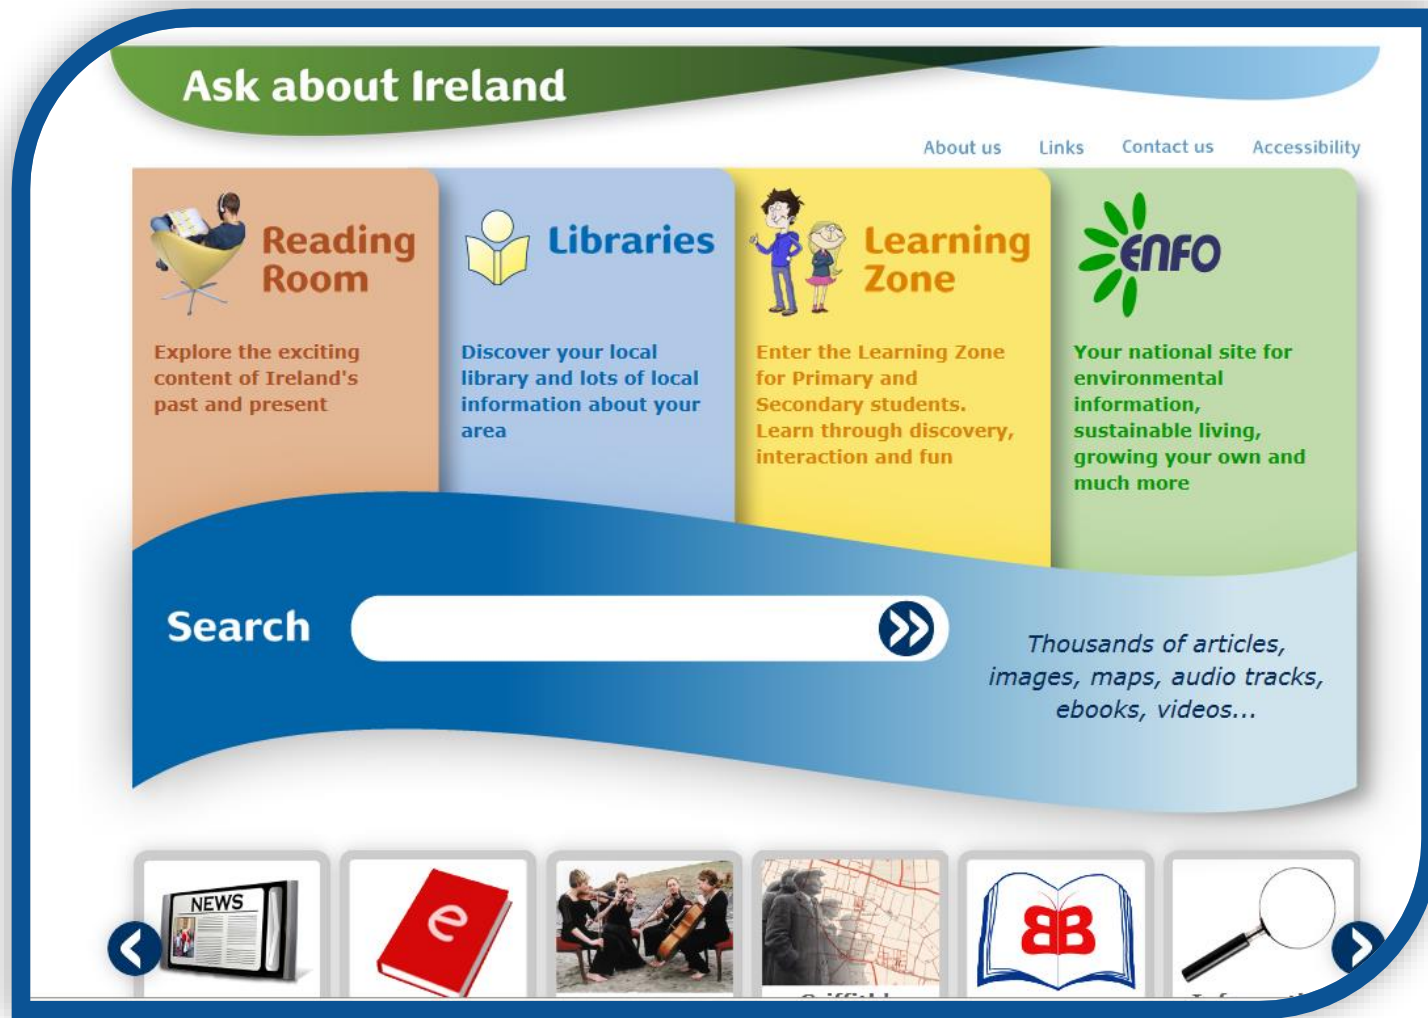 Ask about Ireland
About us Links Contact us Accessibility
Reading
Room
Explore the exciting
content of Ireland's
past and present
Libraries
Discover your local
library and lots of local
information about your
area
Learning
Zone
Enter the Learning Zone
for Primary and
Secondary students.
Learn through discovery,
interaction and fun
ENFO
Your national site for
environmental
information,
sustainable living,
growing your own and
much more
Search
Thousands of articles,
images, maps, audio tracks,
ebooks, videos...
NEWS
e
BB